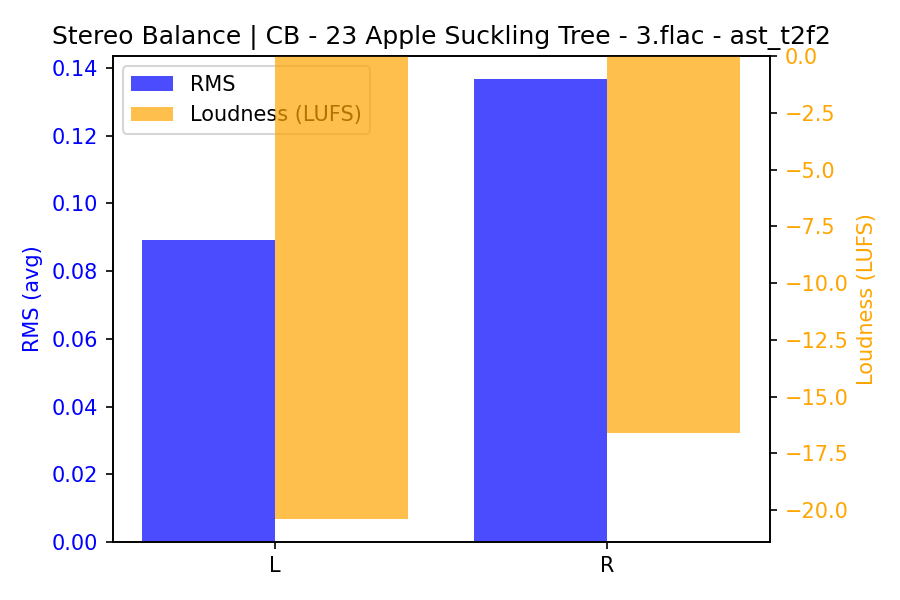 Stereo Balance | CB - 23 Apple Suckling Tree - 3.flac - ast_t2f2
RMS
Loudness (LUFS)
0.14
0.12
0.10
0.08
0.06
0.04
0.02
0.00
RMS (avg)
0.0
−2.5
−5.0
−7.5
−10.0
−12.5
−15.0
−17.5
−20.0
Loudness (LUFS)
L
R